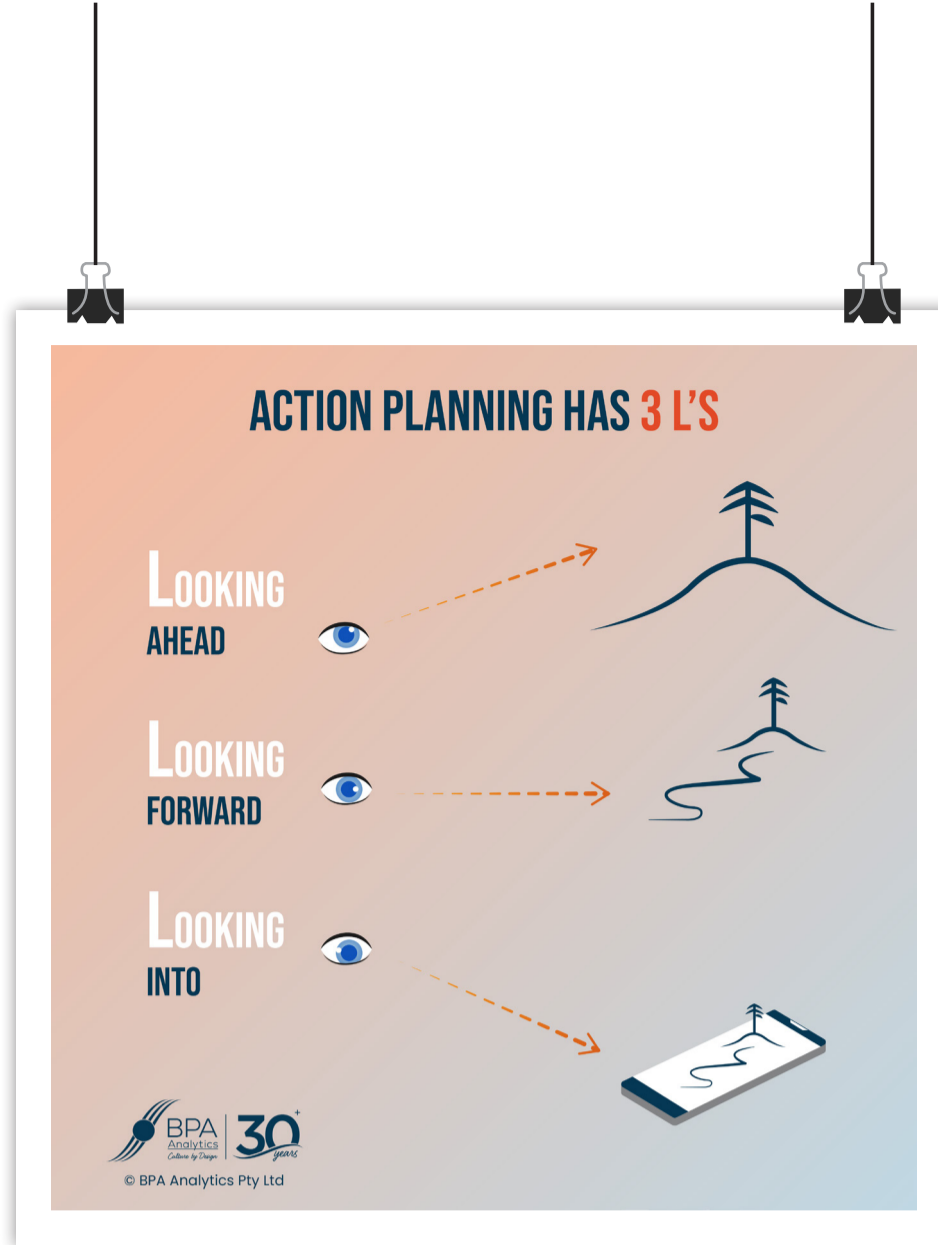 ACTION PLANNING HAS 3 L'S
LOOKING
AHEAD
LOOKING
FORWARD
LOOKING
INTO
BPA
Analytics
Culture by Design
30+
years
© BPA Analytics Pty Ltd